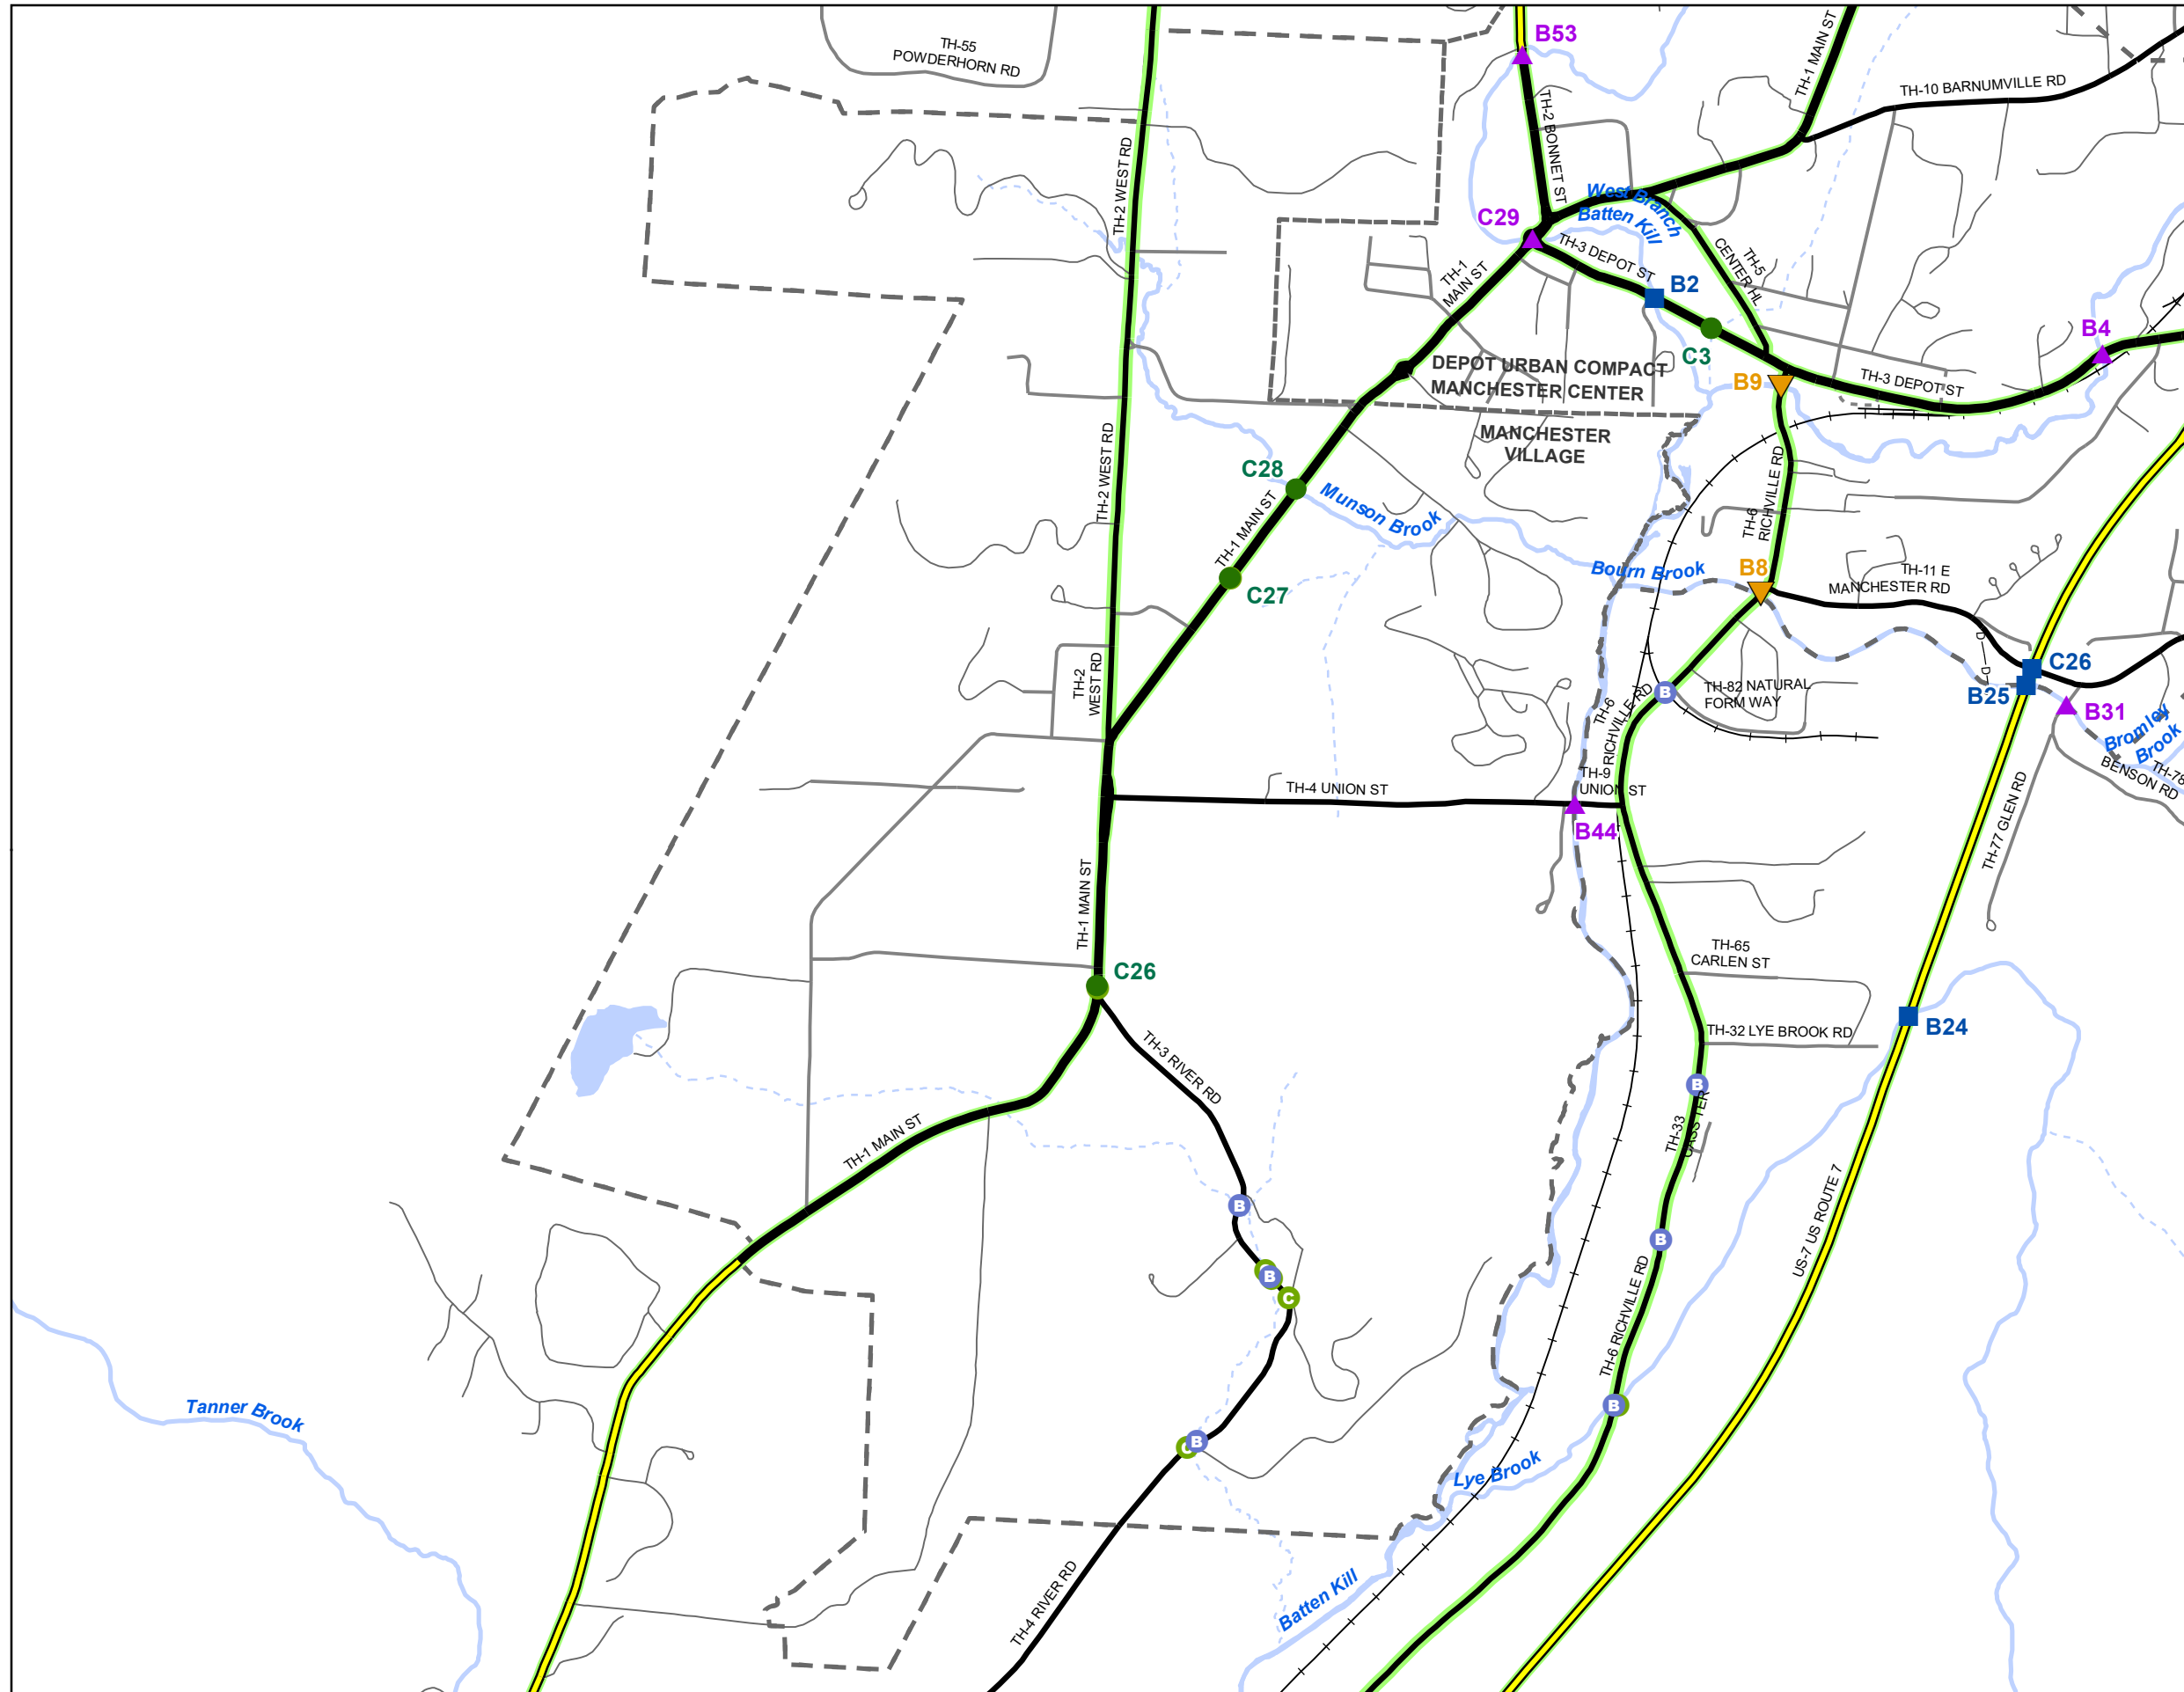 B53
TH-55
POWDERHORN RD
TH-1 MAIN ST
TH-10 BARNUMVILLE RD
TH-2 BONNET ST
TH-2 WEST RD
West Branch
Batten Kill
C29
TH-3 DEPOT ST
TH-5
CENTER HL
TH-1
MAIN ST
B2
C3
B4
DEPOT URBAN COMPACT
MANCHESTER CENTER
B9
TH-3 DEPOT ST
MANCHESTER
VILLAGE
TH-2 WEST RD
C28
Munson Brook
TH-6
RICHVILLE RD
TH-1 MAIN ST
C27
Bourn Brook
B8
TH-11 E
MANCHESTER RD
D
D
C26
B25
B31
TH-2
WEST RD
TH-6
RICHVILLE RD
B
TH-82 NATURAL
FORM WAY
Bromley
Brook
TH-78
BENSON RD
TH-4 UNION ST
TH-9
UNION ST
B44
TH-77 GLEN RD
TH-1 MAIN ST
TH-65
CARLEN ST
C26
B24
TH-32 LYE BROOK RD
TH-3 RIVER RD
B
TH-33
TH-1 MAIN ST
B
B
US-7 US ROUTE 7
B
C
TH-6 RICHVILLE RD
B
Tanner Brook
B
Lye Brook
Batten Kill
TH-4 RIVER RD